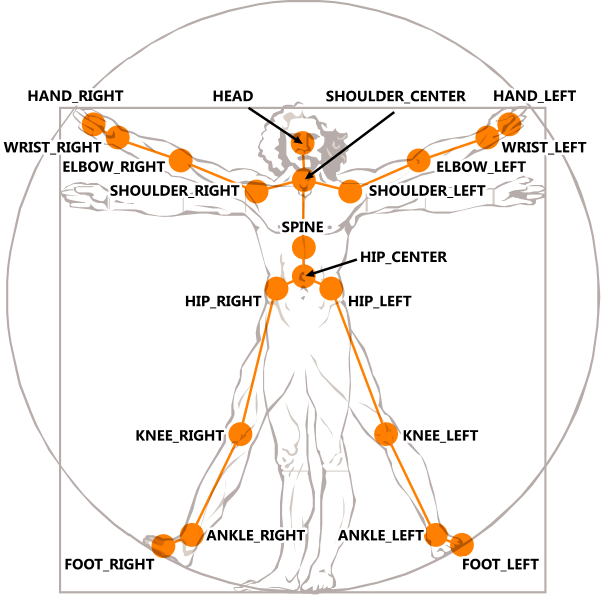 HAND_RIGHT
HEAD
SHOULDER_CENTER
HAND_LEFT
WRIST_RIGHT
WRIST_LEFT
ELBOW_RIGHT
ELBOW_LEFT
SHOULDER_RIGHT
SHOULDER_LEFT
SPINE
HIP_CENTER
HIP_RIGHT
HIP_LEFT
KNEE_RIGHT
KNEE_LEFT
ANKLE_RIGHT
ANKLE_LEFT
FOOT_RIGHT
FOOT_LEFT